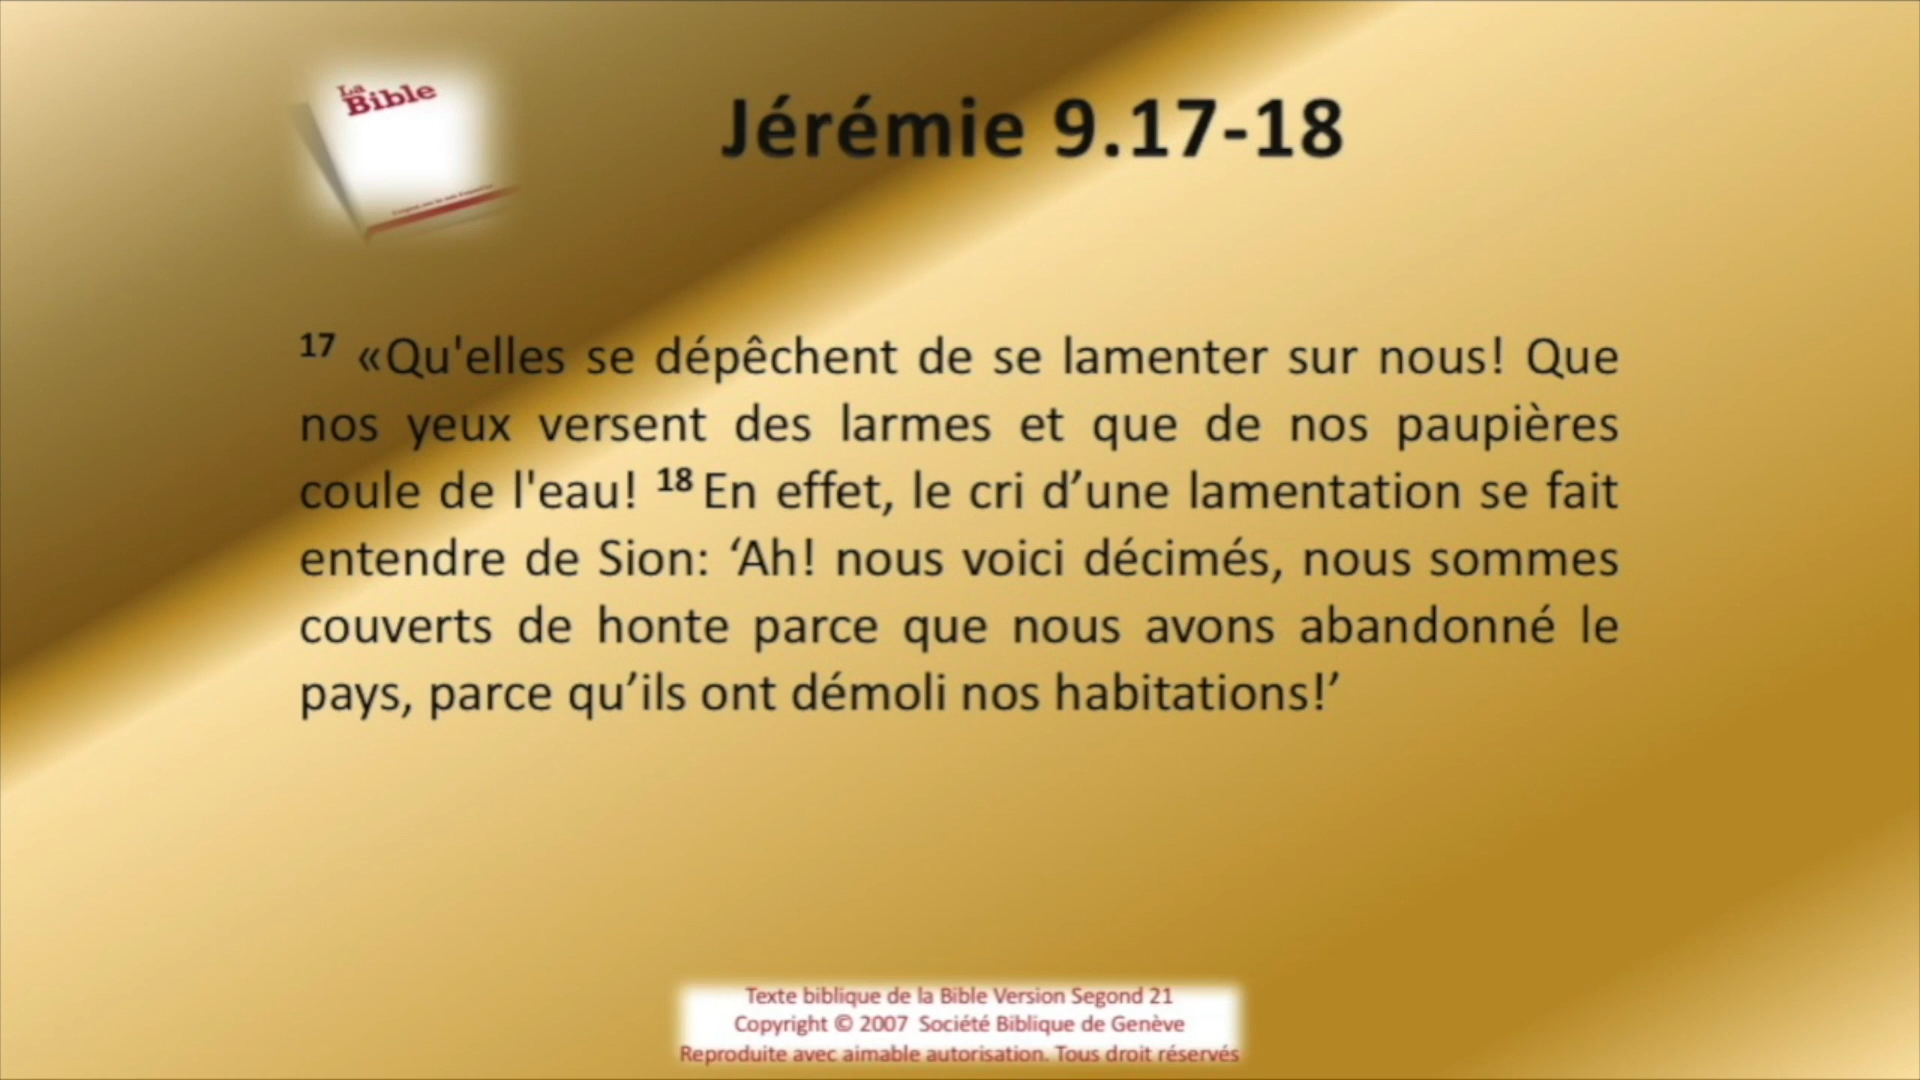 La
Bible
Jérémie 9.17-18
17 «Qu'elles se dépêchent de se lamenter sur nous! Que
nos yeux versent des larmes et que de nos paupières
coule de l'eau! 18 En effet, le cri d’une lamentation se fait
entendre de Sion: ‘Ah! nous voici décimés, nous sommes
couverts de honte parce que nous avons abandonné le
pays, parce qu’ils ont démoli nos habitations!’
Texte biblique de la Bible Version Segond 21
Copyright © 2007 Société Biblique de Genève
Reproduite avec aimable autorisation. Tous droit réservés